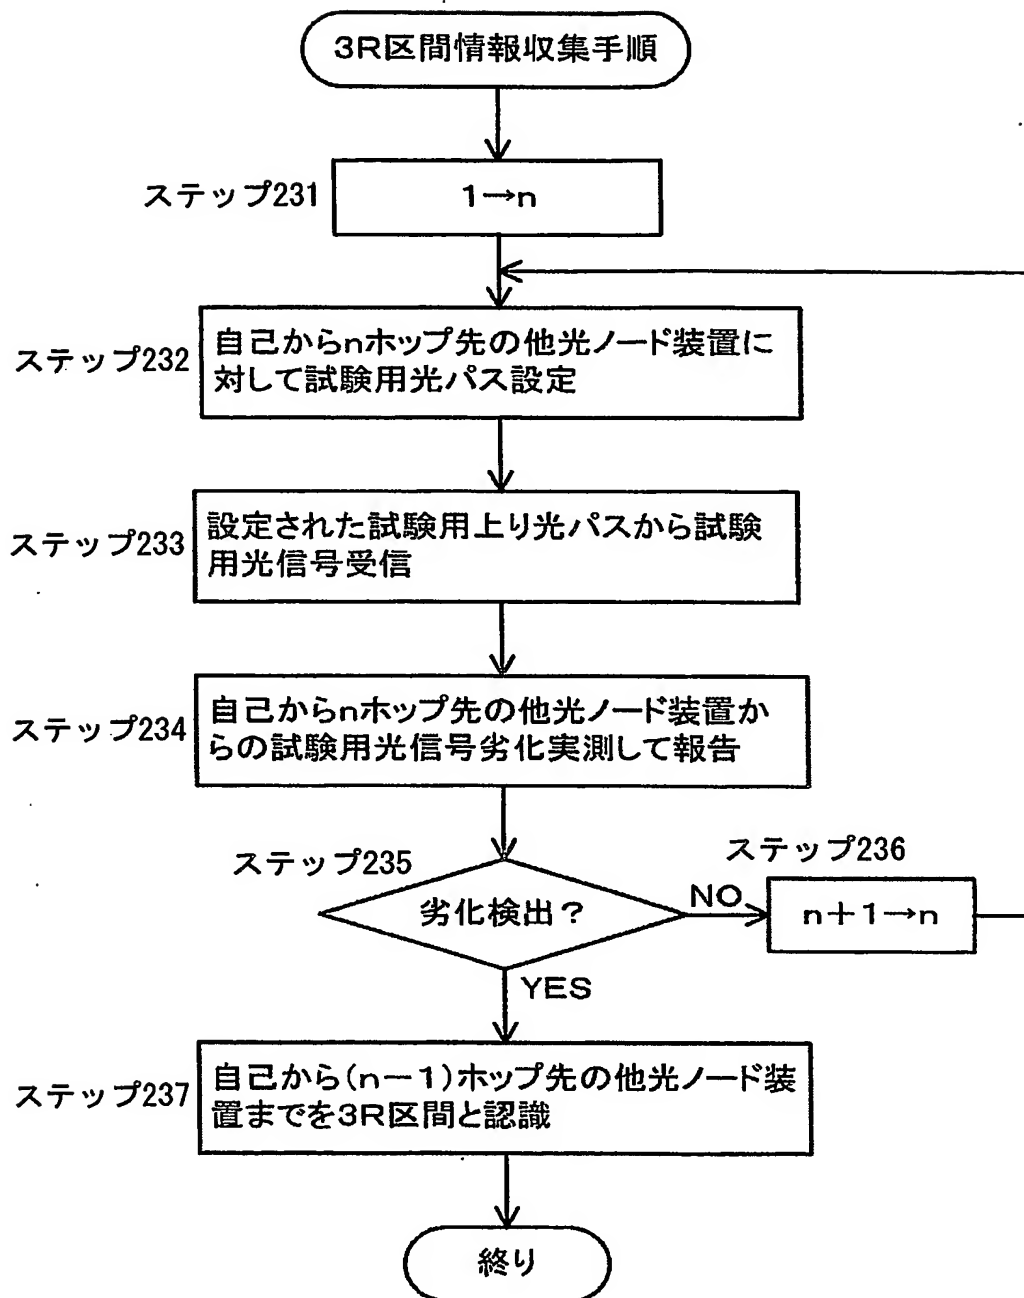 3R区間情報収集手順
ステップ231
1→n
ステップ232
自己からnホップ先の他光ノード装置に
対して試験用光パス設定
ステップ233
設定された試験用上り光パスから試験
用光信号受信
ステップ234
自己からnホップ先の他光ノード装置か
らの試験用光信号劣化実測して報告
ステップ235
劣化検出?
NO
ステップ236
n+1→n
YES
ステップ237
自己から(n-1)ホップ先の他光ノード装
置までを3R区間と認識
終り